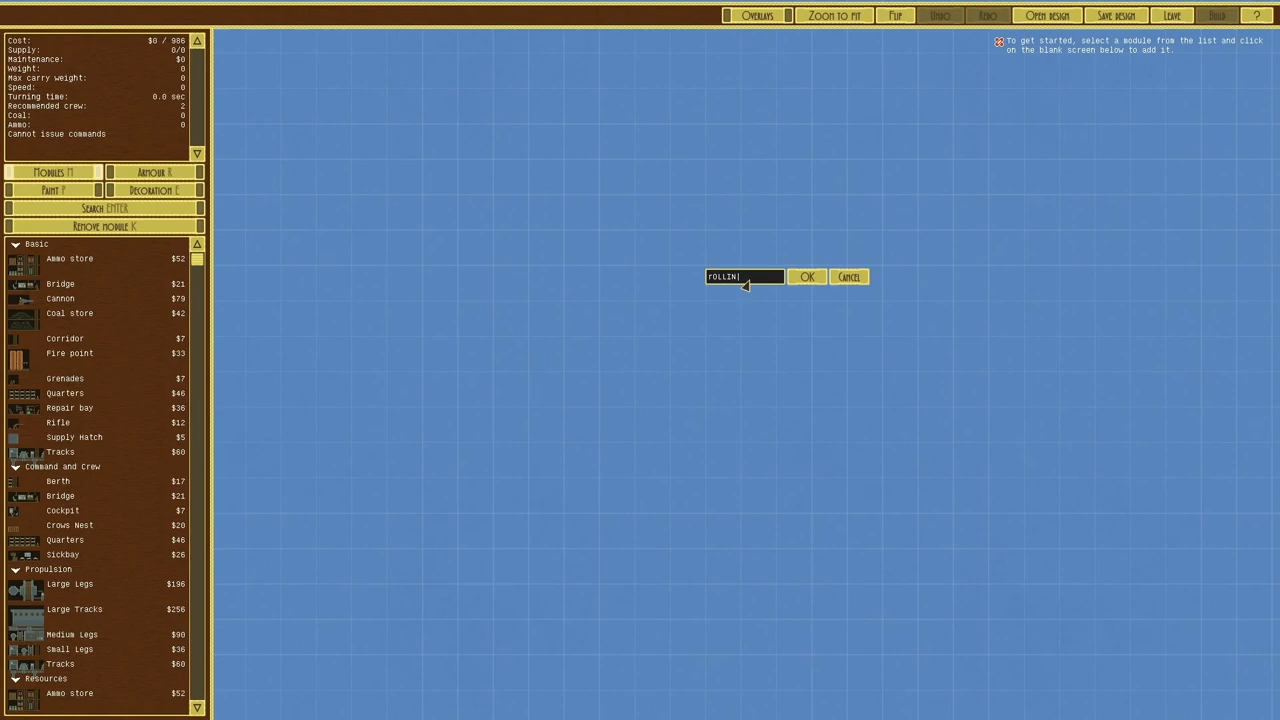 OVERLAYS ZOOM TO FIT FLIP UNDO REDO OPEN DESIGN SAVE DESIGN LEAVE BUILD ?
Cost: $0 / 986
Supply: 0/0
Maintenance: $0
Weight: 0
Max carry weight: 0
Speed: 0
Turning time: 0.0 sec
Recommended crew: 2
Coal: 0
Ammo: 0
Cannot issue commands
To get started, select a module from the list and click
on the blank screen below to add it.
MODULES M ARMOUR R
PAINT P DECORATION E
SEARCH ENTER
REMOVE MODULE K
Basic
Ammo store $52
Bridge $21
Cannon $79
Coal store $42
Corridor $7
Fire point $33
Grenades $7
Quarters $46
Repair bay $36
Rifle $12
Supply Hatch $5
Tracks $60
Command and Crew
Berth $17
Bridge $21
Cockpit $7
Crows Nest $20
Quarters $46
Sickbay $26
Propulsion
Large Legs $196
Large Tracks $256
Medium Legs $90
Small Legs $36
Tracks $60
Resources
Ammo store $52
rOLLIN OK CANCEL